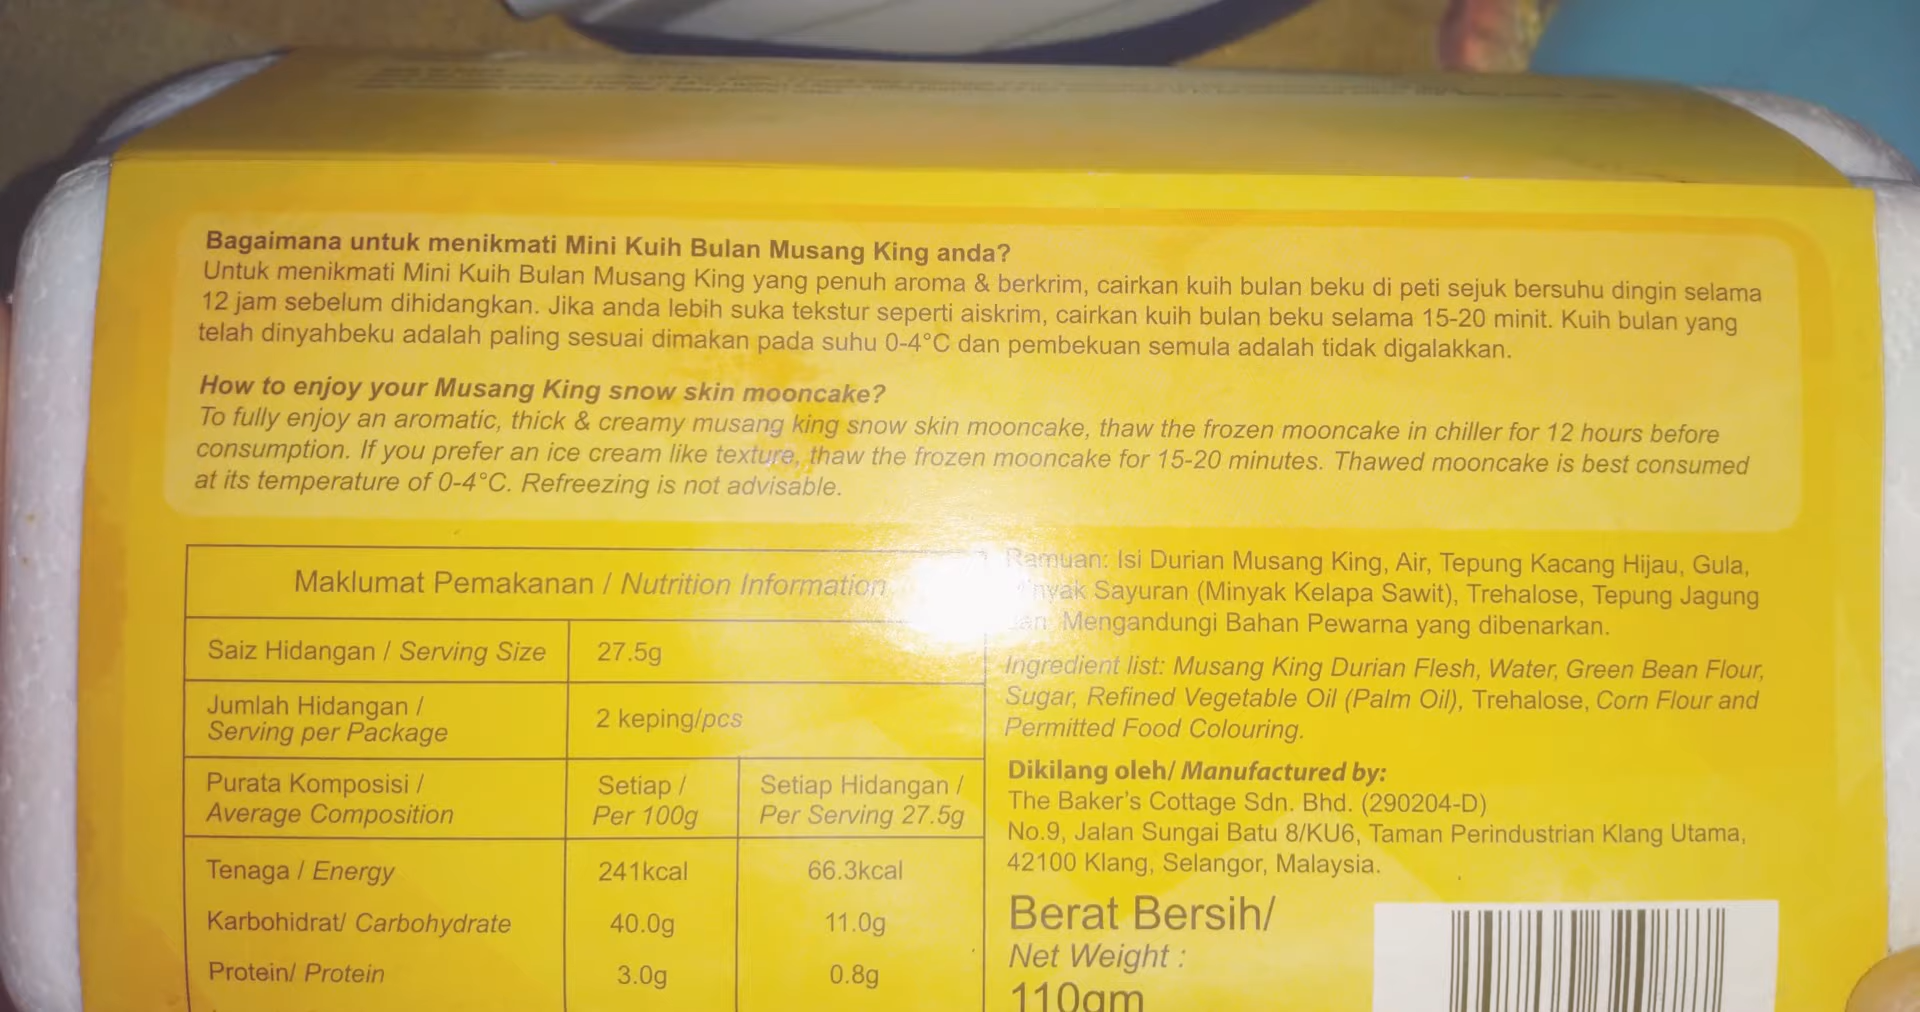 Bagaimana untuk menikmati Mini Kuih Bulan Musang King anda?
Untuk menikmati Mini Kuih Bulan Musang King yang penuh aroma & berkrim, cairkan kuih bulan beku di peti sejuk bersuhu dingin selama
12 jam sebelum dihidangkan. Jika anda lebih suka tekstur seperti aiskrim, cairkan kuih bulan beku selama 15-20 minit. Kuih bulan yang
telah dinyahbeku adalah paling sesuai dimakan pada suhu 0-4°C dan pembekuan semula adalah tidak digalakkan.
How to enjoy your Musang King snow skin mooncake?
To fully enjoy an aromatic, thick & creamy musang king snow skin mooncake, thaw the frozen mooncake in chiller for 12 hours before
consumption. If you prefer an ice cream like texture, thaw the frozen mooncake for 15-20 minutes. Thawed mooncake is best consumed
at its temperature of 0-4°C. Refreezing is not advisable.
Maklumat Pemakanan / Nutrition Information
Saiz Hidangan / Serving Size 27.5g
Jumlah Hidangan /
Serving per Package 2 keping/pcs
Purata Komposisi / Setiap / Setiap Hidangan /
Average Composition Per 100g Per Serving 27.5g
Tenaga / Energy 241kcal 66.3kcal
Karbohidrat/ Carbohydrate 40.0g 11.0g
Protein/ Protein 3.0g 0.8g
Ramuan: Isi Durian Musang King, Air, Tepung Kacang Hijau, Gula,
Sayuran (Minyak Kelapa Sawit), Trehalose, Tepung Jagung
Mengandungi Bahan Pewarna yang dibenarkan.
Ingredient list: Musang King Durian Flesh, Water, Green Bean Flour,
Sugar, Refined Vegetable Oil (Palm Oil), Trehalose, Corn Flour and
Permitted Food Colouring.
Dikilang oleh/ Manufactured by:
The Baker's Cottage Sdn. Bhd. (290204-D)
No.9, Jalan Sungai Batu 8/KU6, Taman Perindustrian Klang Utama,
42100 Klang, Selangor, Malaysia.
Berat Bersih/
Net Weight :
110gm